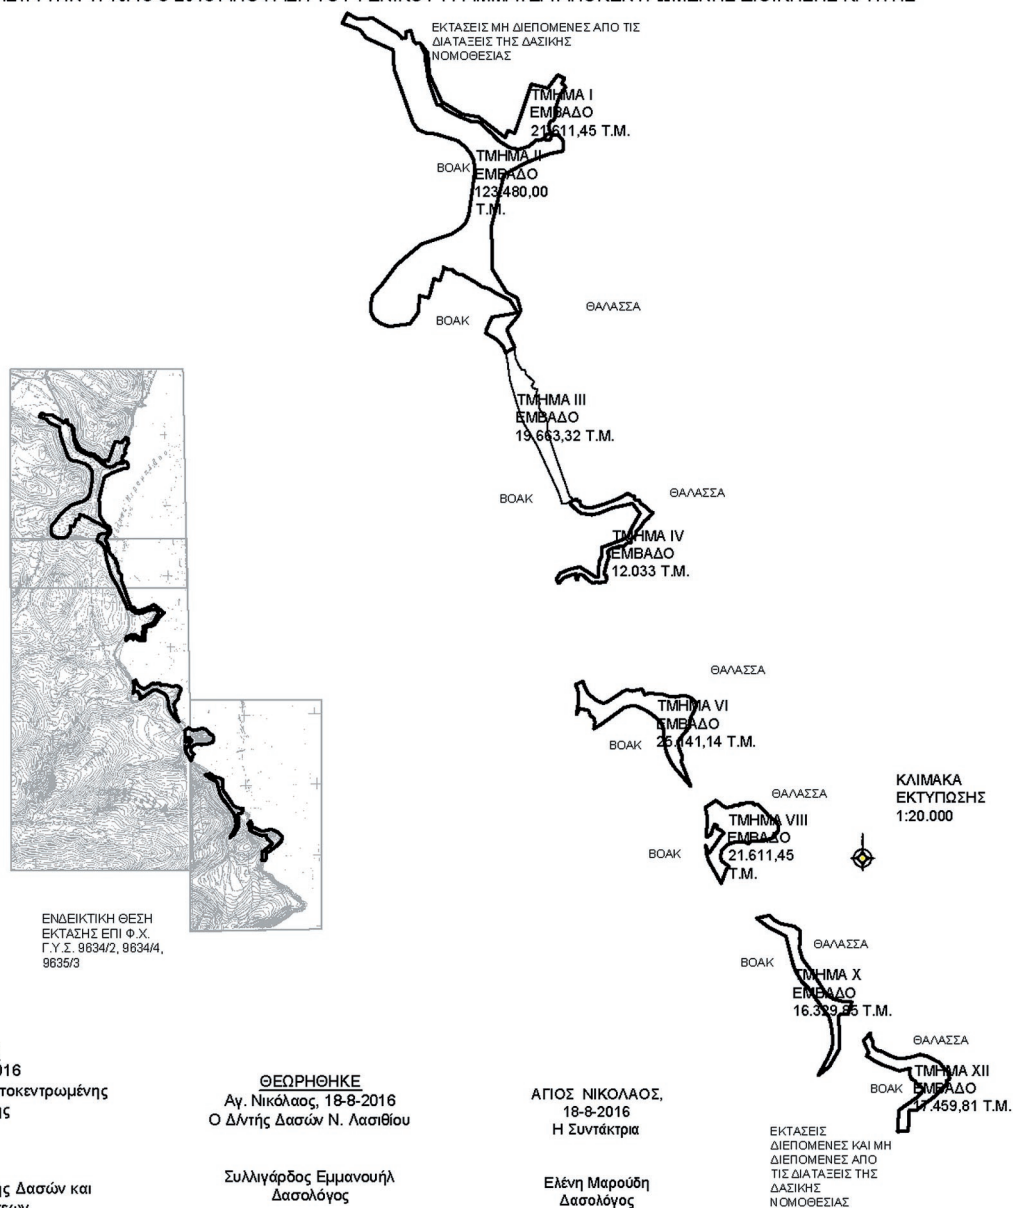 ΕΚΤΑΣΕΙΣ ΜΗ ΔΙΕΠΟΜΕΝΕΣ ΑΠΟ ΤΙΣ
ΔΙΑΤΑΞΕΙΣ ΤΗΣ ΔΑΣΙΚΗΣ
ΝΟΜΟΘΕΣΙΑΣ
ΤΜΗΜΑ I
ΕΜΒΑΔΟ
21.611,45 Τ.Μ.
ΒΟΑΚ
ΤΜΗΜΑ II
ΕΜΒΑΔΟ
123.480,00
Τ.Μ.
ΘΑΛΑΣΣΑ
ΒΟΑΚ
ΤΜΗΜΑ III
ΕΜΒΑΔΟ
19.663,32 Τ.Μ.
ΒΟΑΚ
ΘΑΛΑΣΣΑ
ΤΜΗΜΑ IV
ΕΜΒΑΔΟ
12.033 Τ.Μ.
ΘΑΛΑΣΣΑ
ΤΜΗΜΑ VI
ΕΜΒΑΔΟ
25.141,14 Τ.Μ.
ΒΟΑΚ
ΘΑΛΑΣΣΑ
ΤΜΗΜΑ VIII
ΕΜΒΑΔΟ
21.611,45
Τ.Μ.
ΒΟΑΚ
ΚΛΙΜΑΚΑ
ΕΚΤΥΠΩΣΗΣ
1:20.000
ΕΝΔΕΙΚΤΙΚΗ ΘΕΣΗ
ΕΚΤΑΣΗΣ ΕΠΙ Φ.Χ.
Γ.Υ.Σ. 9634/2, 9634/4,
9635/3
ΘΑΛΑΣΣΑ
ΒΟΑΚ
ΤΜΗΜΑ X
ΕΜΒΑΔΟ
16.329,85 Τ.Μ.
ΘΑΛΑΣΣΑ
ΤΜΗΜΑ XII
ΒΟΑΚ ΕΜΒΑΔΟ
17.459,81 Τ.Μ.
ΕΚΤΑΣΕΙΣ
ΔΙΕΠΟΜΕΝΕΣ ΚΑΙ ΜΗ
ΔΙΕΠΟΜΕΝΕΣ ΑΠΟ
ΤΙΣ ΔΙΑΤΑΞΕΙΣ ΤΗΣ
ΔΑΣΙΚΗΣ
ΝΟΜΟΘΕΣΙΑΣ
016
τοκεντρωμένης
ης
ης Δασών και
ΘΕΩΡΗΘΗΚΕ
Αγ. Νικόλαος, 18-8-2016
Ο Δ/ντής Δασών Ν. Λασιθίου
Συλλιγάρδος Εμμανουήλ
Δασολόγος
ΑΓΙΟΣ ΝΙΚΟΛΑΟΣ,
18-8-2016
Η Συντάκτρια
Ελένη Μαρούδη
Δασολόγος